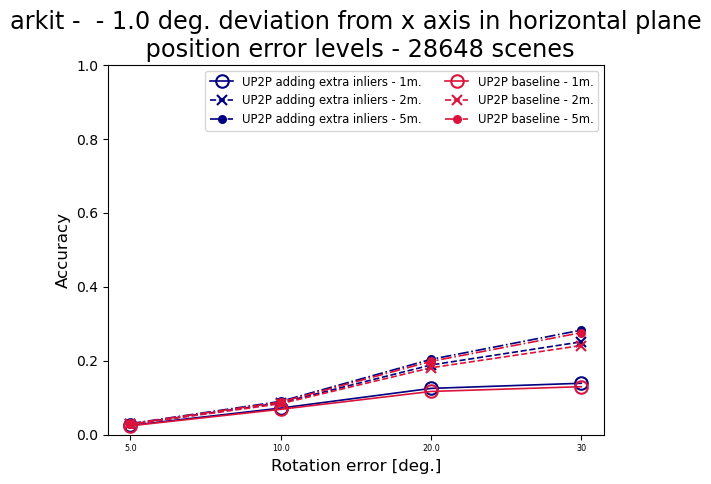 arkit -  - 1.0 deg. deviation from x axis in horizontal plane
position error levels - 28648 scenes
UP2P adding extra inliers - 1m.
UP2P adding extra inliers - 2m.
UP2P adding extra inliers - 5m.
UP2P baseline - 1m.
UP2P baseline - 2m.
UP2P baseline - 5m.
Accuracy
1.0
0.8
0.6
0.4
0.2
0.0
5.0
10.0
20.0
30
Rotation error [deg.]